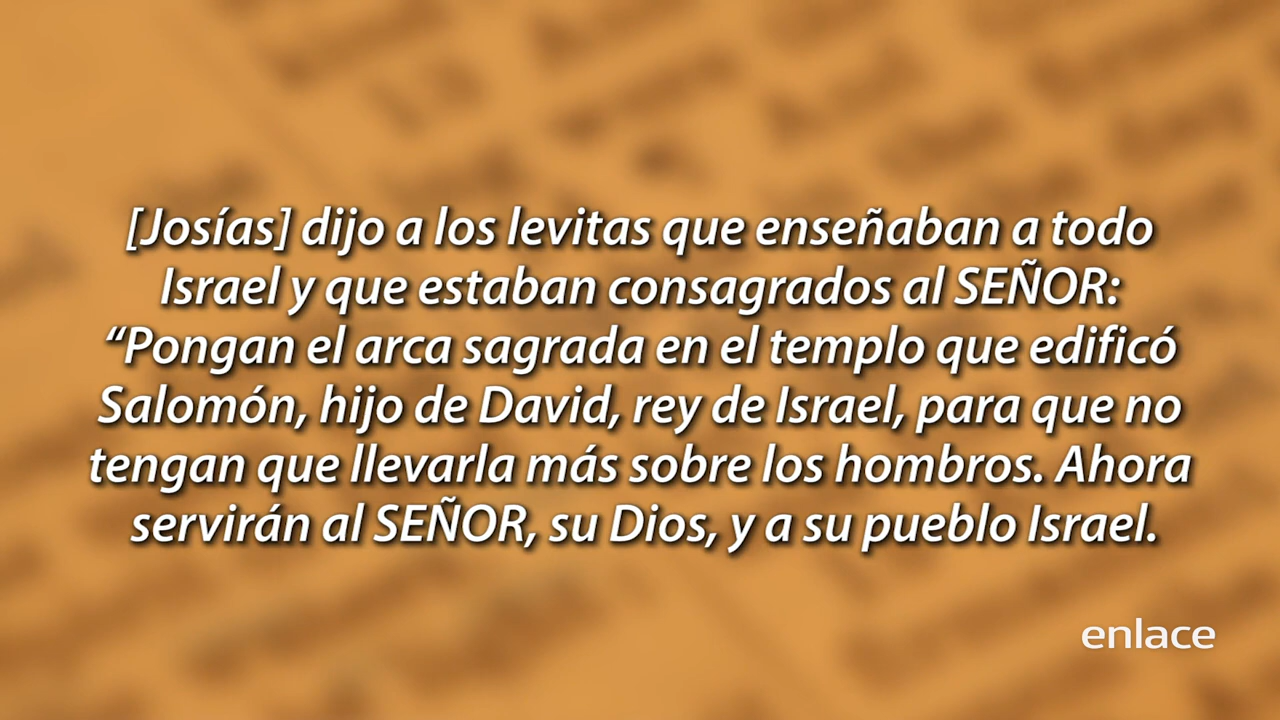 [Josías] dijo a los levitas que enseñaban a todo
Israel y que estaban consagrados al SEÑOR:
“Pongan el arca sagrada en el templo que edificó
Salomón, hijo de David, rey de Israel, para que no
tengan que llevarla más sobre los hombros. Ahora
servirán al SEÑOR, su Dios, y a su pueblo Israel.
enlace